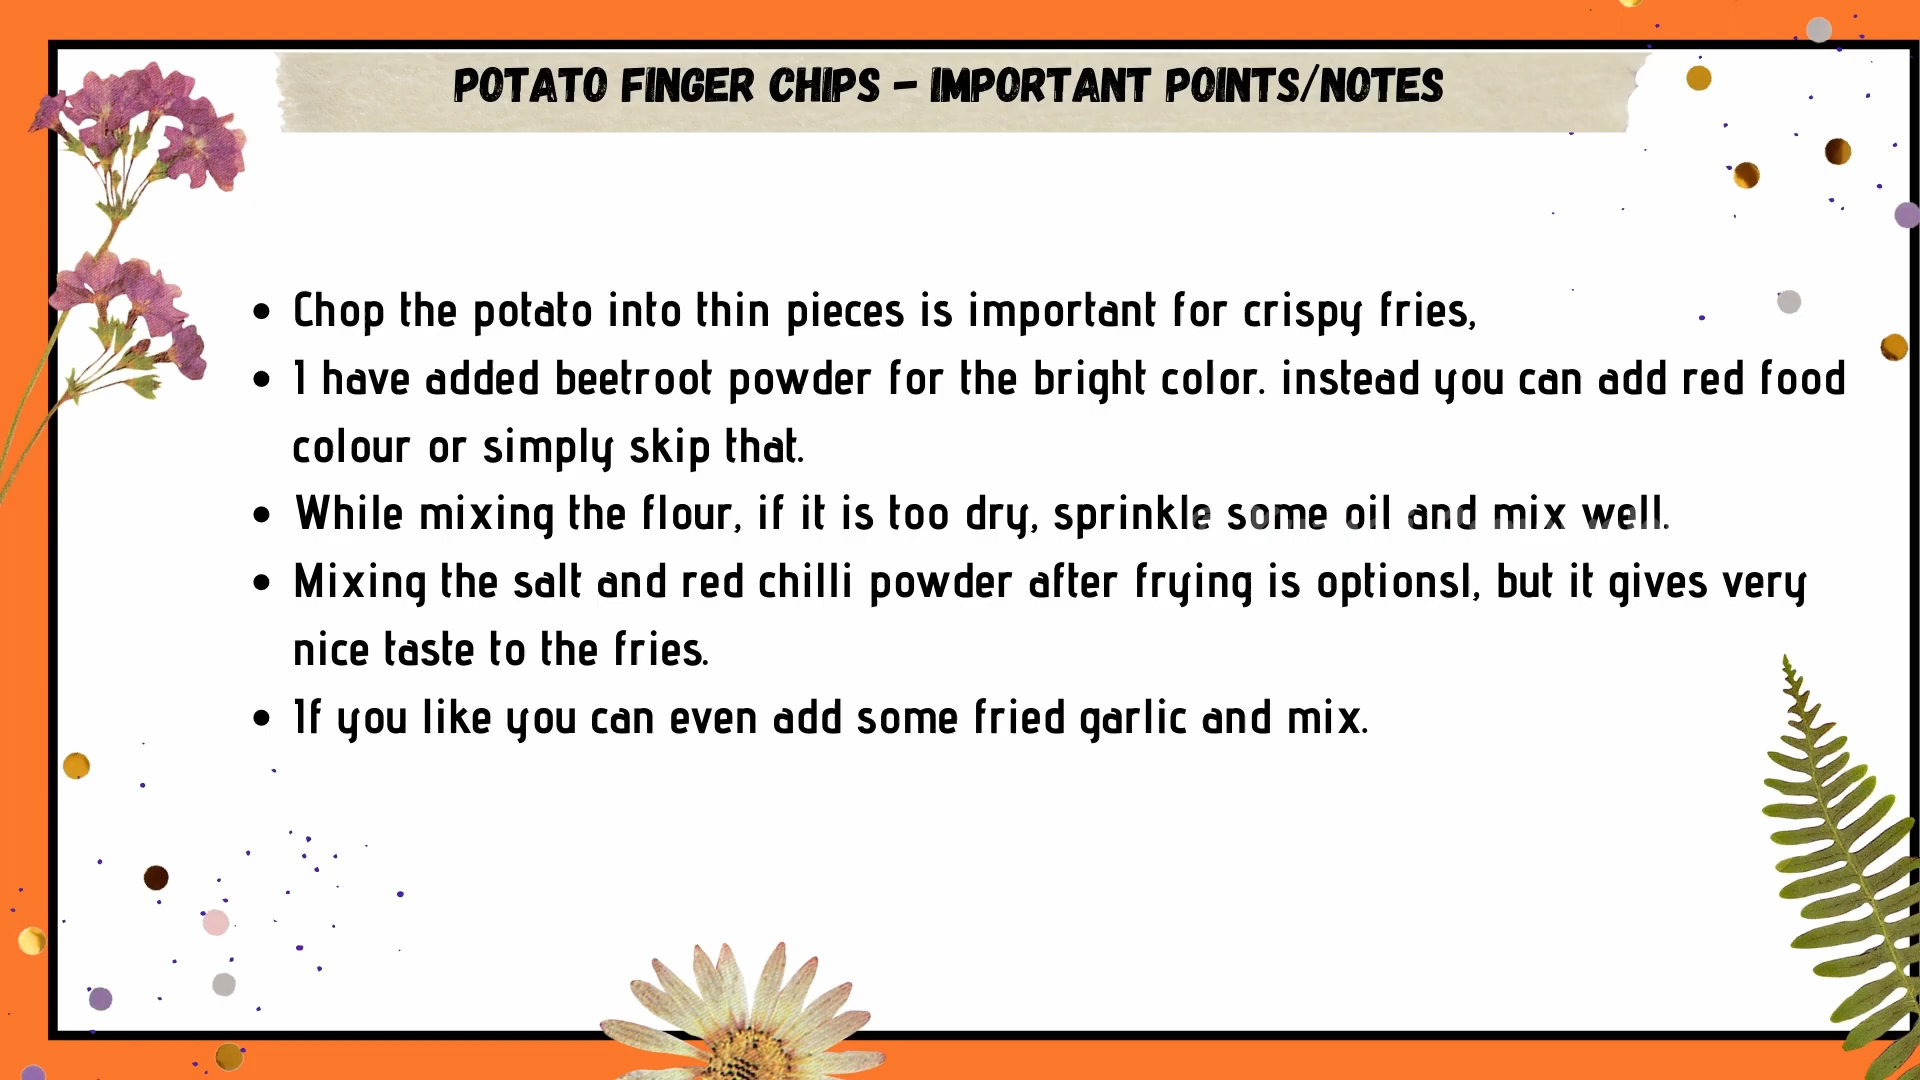 POTATO FINGER CHIPS - IMPORTANT POINTS/NOTES
• Chop the potato into thin pieces is important for crispy fries,
• I have added beetroot powder for the bright color. instead you can add red food
colour or simply skip that.
• While mixing the flour, if it is too dry, sprinkle some oil and mix well.
• Mixing the salt and red chilli powder after frying is optionsl, but it gives very
nice taste to the fries.
• If you like you can even add some fried garlic and mix.